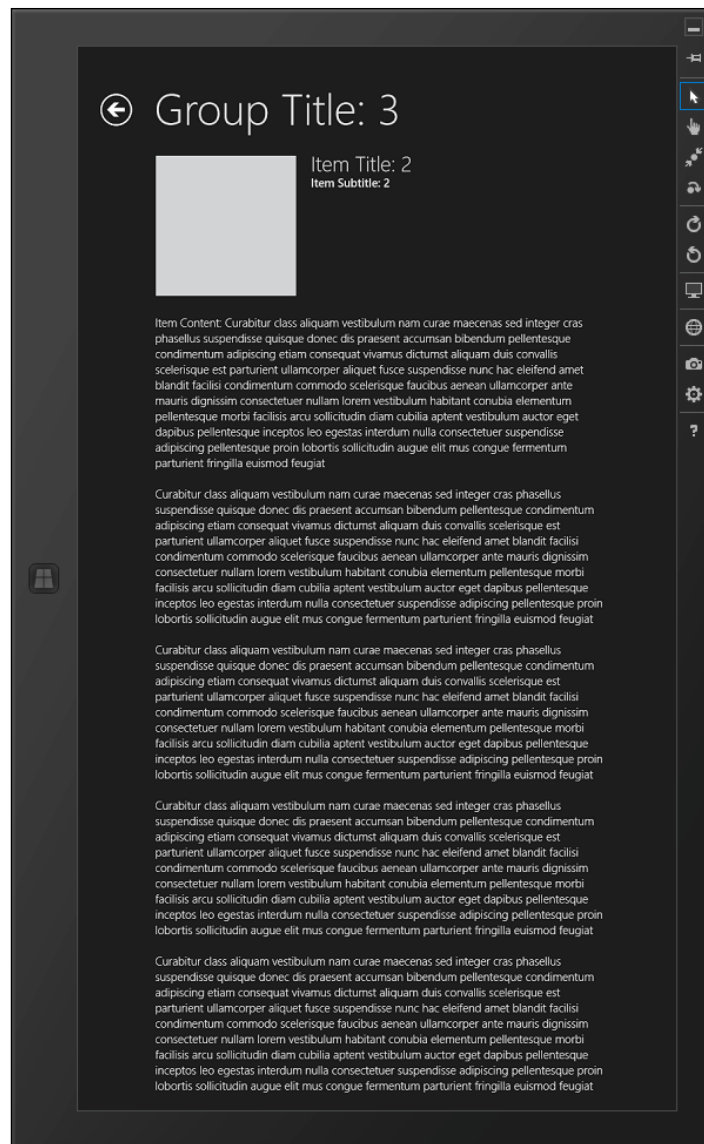 Group Title: 3
Item Title: 2
Item Subtitle: 2
Item Content: Curabitur class aliquam vestibulum nam curae maecenas sed integer cras
phasellus suspendisse quisque donec dis praesent accumsan bibendum pellentesque
condimentum adipiscing etiam consequat vivamus dictumst aliquam duis convallis
scelerisque est parturient ullamcorper aliquet fusce suspendisse nunc hac eleifend amet
blandit facilisi condimentum commodo scelerisque faucibus aenean ullamcorper ante
mauris dignissim consectetuer nullam lorem vestibulum habitant conubia elementum
pellentesque morbi facilisis arcu sollicitudin diam cubilia aptent vestibulum auctor eget
dapibus pellentesque inceptos leo egestas interdum nulla consectetuer suspendisse
adipiscing pellentesque proin lobortis sollicitudin augue elit mus congue fermentum
parturient fringilla euismod feugiat
Curabitur class aliquam vestibulum nam curae maecenas sed integer cras phasellus
suspendisse quisque donec dis praesent accumsan bibendum pellentesque condimentum
adipiscing etiam consequat vivamus dictumst aliquam duis convallis scelerisque est
parturient ullamcorper aliquet fusce suspendisse nunc hac eleifend amet blandit facilisi
condimentum commodo scelerisque faucibus aenean ullamcorper ante mauris dignissim
consectetuer nullam lorem vestibulum habitant conubia elementum pellentesque morbi
facilisis arcu sollicitudin diam cubilia aptent vestibulum auctor eget dapibus pellentesque
inceptos leo egestas interdum nulla consectetuer suspendisse adipiscing pellentesque proin
lobortis sollicitudin augue elit mus congue fermentum parturient fringilla euismod feugiat
Curabitur class aliquam vestibulum nam curae maecenas sed integer cras phasellus
suspendisse quisque donec dis praesent accumsan bibendum pellentesque condimentum
adipiscing etiam consequat vivamus dictumst aliquam duis convallis scelerisque est
parturient ullamcorper aliquet fusce suspendisse nunc hac eleifend amet blandit facilisi
condimentum commodo scelerisque faucibus aenean ullamcorper ante mauris dignissim
consectetuer nullam lorem vestibulum habitant conubia elementum pellentesque morbi
facilisis arcu sollicitudin diam cubilia aptent vestibulum auctor eget dapibus pellentesque
inceptos leo egestas interdum nulla consectetuer suspendisse adipiscing pellentesque proin
lobortis sollicitudin augue elit mus congue fermentum parturient fringilla euismod feugiat
Curabitur class aliquam vestibulum nam curae maecenas sed integer cras phasellus
suspendisse quisque donec dis praesent accumsan bibendum pellentesque condimentum
adipiscing etiam consequat vivamus dictumst aliquam duis convallis scelerisque est
parturient ullamcorper aliquet fusce suspendisse nunc hac eleifend amet blandit facilisi
condimentum commodo scelerisque faucibus aenean ullamcorper ante mauris dignissim
consectetuer nullam lorem vestibulum habitant conubia elementum pellentesque morbi
facilisis arcu sollicitudin diam cubilia aptent vestibulum auctor eget dapibus pellentesque
inceptos leo egestas interdum nulla consectetuer suspendisse adipiscing pellentesque proin
lobortis sollicitudin augue elit mus congue fermentum parturient fringilla euismod feugiat
Curabitur class aliquam vestibulum nam curae maecenas sed integer cras phasellus
suspendisse quisque donec dis praesent accumsan bibendum pellentesque condimentum
adipiscing etiam consequat vivamus dictumst aliquam duis convallis scelerisque est
parturient ullamcorper aliquet fusce suspendisse nunc hac eleifend amet blandit facilisi
condimentum commodo scelerisque faucibus aenean ullamcorper ante mauris dignissim
consectetuer nullam lorem vestibulum habitant conubia elementum pellentesque morbi
facilisis arcu sollicitudin diam cubilia aptent vestibulum auctor eget dapibus pellentesque
inceptos leo egestas interdum nulla consectetuer suspendisse adipiscing pellentesque proin
lobortis sollicitudin augue elit mus congue fermentum parturient fringilla euismod feugiat